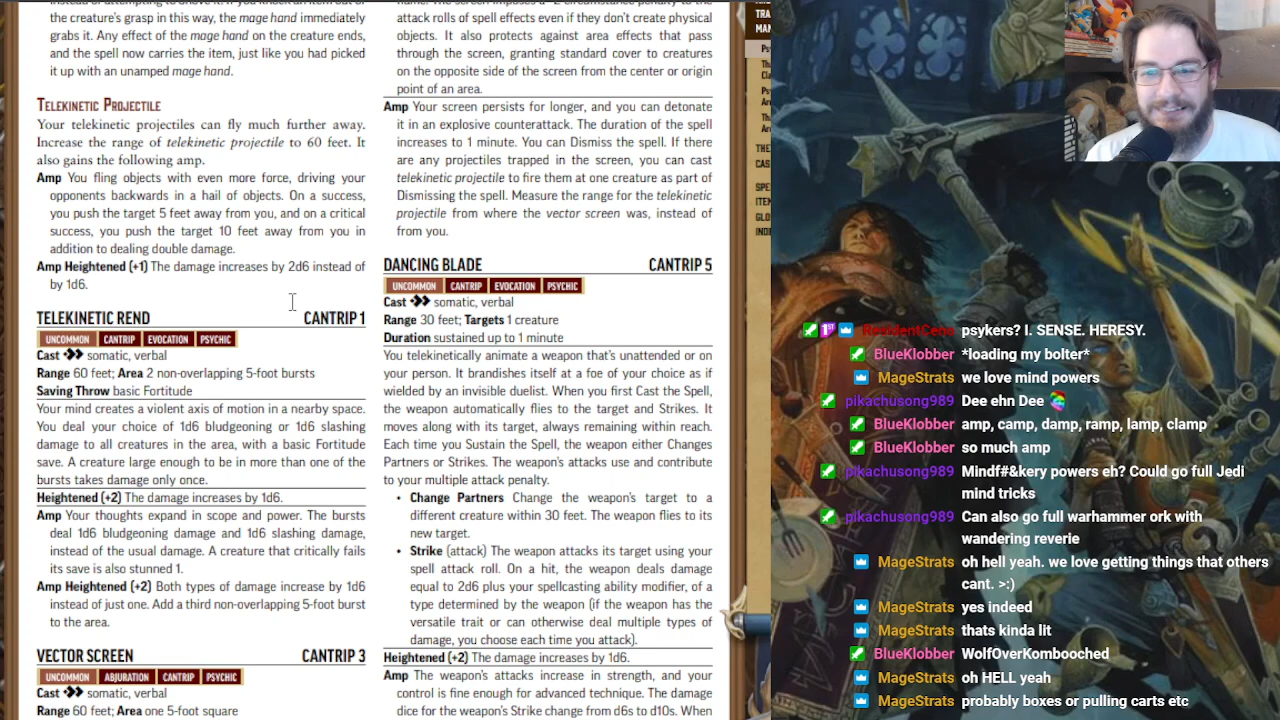 the creature's grasp in this way, the mage hand immediately
grabs it. Any effect of the mage hand on the creature ends,
and the spell now carries the item, just like you had picked
it up with an unamped mage hand.
TELEKINETIC PROJECTILE
Your telekinetic projectiles can fly much further away.
Increase the range of telekinetic projectile to 60 feet. It
also gains the following amp.
Amp You fling objects with even more force, driving your
opponents backwards in a hail of objects. On a success,
you push the target 5 feet away from you, and on a critical
success, you push the target 10 feet away from you in
addition to dealing double damage.
Amp Heightened (+1) The damage increases by 2d6 instead of
by 1d6.
TELEKINETIC REND CANTRIP 1
UNCOMMON CANTRIP EVOCATION PSYCHIC
Cast somatic, verbal
Range 60 feet; Area 2 non-overlapping 5-foot bursts
Saving Throw basic Fortitude
Your mind creates a violent axis of motion in a nearby space.
You deal your choice of 1d6 bludgeoning or 1d6 slashing
damage to all creatures in the area, with a basic Fortitude
save. A creature large enough to be in more than one of the
bursts takes damage only once.
Heightened (+2) The damage increases by 1d6.
Amp Your thoughts expand in scope and power. The bursts
deal 1d6 bludgeoning damage and 1d6 slashing damage,
instead of the usual damage. A creature that critically fails
its save is also stunned 1.
Amp Heightened (+2) Both types of damage increase by 1d6
instead of just one. Add a third non-overlapping 5-foot burst
to the area.
VECTOR SCREEN CANTRIP 3
UNCOMMON ABJURATION CANTRIP PSYCHIC
Cast somatic, verbal
Range 60 feet; Area one 5-foot square
attack rolls of spell effects even if they don't create physical
objects. It also protects against area effects that pass
through the screen, granting standard cover to creatures
on the opposite side of the screen from the center or origin
point of an area.
Amp Your screen persists for longer, and you can detonate
it in an explosive counterattack. The duration of the spell
increases to 1 minute. You can Dismiss the spell. If there
are any projectiles trapped in the screen, you can cast
telekinetic projectile to fire them at one creature as part of
Dismissing the spell. Measure the range for the telekinetic
projectile from where the vector screen was, instead of
from you.
DANCING BLADE CANTRIP 5
UNCOMMON CANTRIP EVOCATION PSYCHIC
Cast somatic, verbal
Range 30 feet; Targets 1 creature
Duration sustained up to 1 minute
You telekinetically animate a weapon that's unattended or on
your person. It brandishes itself at a foe of your choice as if
wielded by an invisible duelist. When you first Cast the Spell,
the weapon automatically flies to the target and Strikes. It
moves along with its target, always remaining within reach.
Each time you Sustain the Spell, the weapon either Changes
Partners or Strikes. The weapon's attacks use and contribute
to your multiple attack penalty.
• Change Partners Change the weapon's target to a
different creature within 30 feet. The weapon flies to its
new target.
• Strike (attack) The weapon attacks its target using your
spell attack roll. On a hit, the weapon deals damage
equal to 2d6 plus your spellcasting ability modifier, of a
type determined by the weapon (if the weapon has the
versatile trait or can otherwise deal multiple types of
damage, you choose each time you attack).
Heightened (+2) The damage increases by 1d6.
Amp The weapon's attacks increase in strength, and your
control is fine enough for advanced technique. The damage
dice for the weapon's Strike change from d6s to d10s. When
TRA
MAN
Ps
Th
Cla
Ps
Ar
Th
Ar
THE
CAS
SPE
ITE
GLO
IND
1ST psykers? I. SENSE. HERESY.
BlueKlobber *loading my bolter*
MageStrats we love mind powers
pikachusong989 Dee ehn Dee
BlueKlobber amp, camp, damp, ramp, lamp, clamp
BlueKlobber so much amp
pikachusong989 Mindf#&kery powers eh? Could go full Jedi
mind tricks
pikachusong989 Can also go full warhammer ork with
wandering reverie
MageStrats oh hell yeah. we love getting things that others
cant. >:)
MageStrats yes indeed
MageStrats thats kinda lit
BlueKlobber WolfOverKombooched
MageStrats oh HELL yeah
MageStrats probably boxes or pulling carts etc